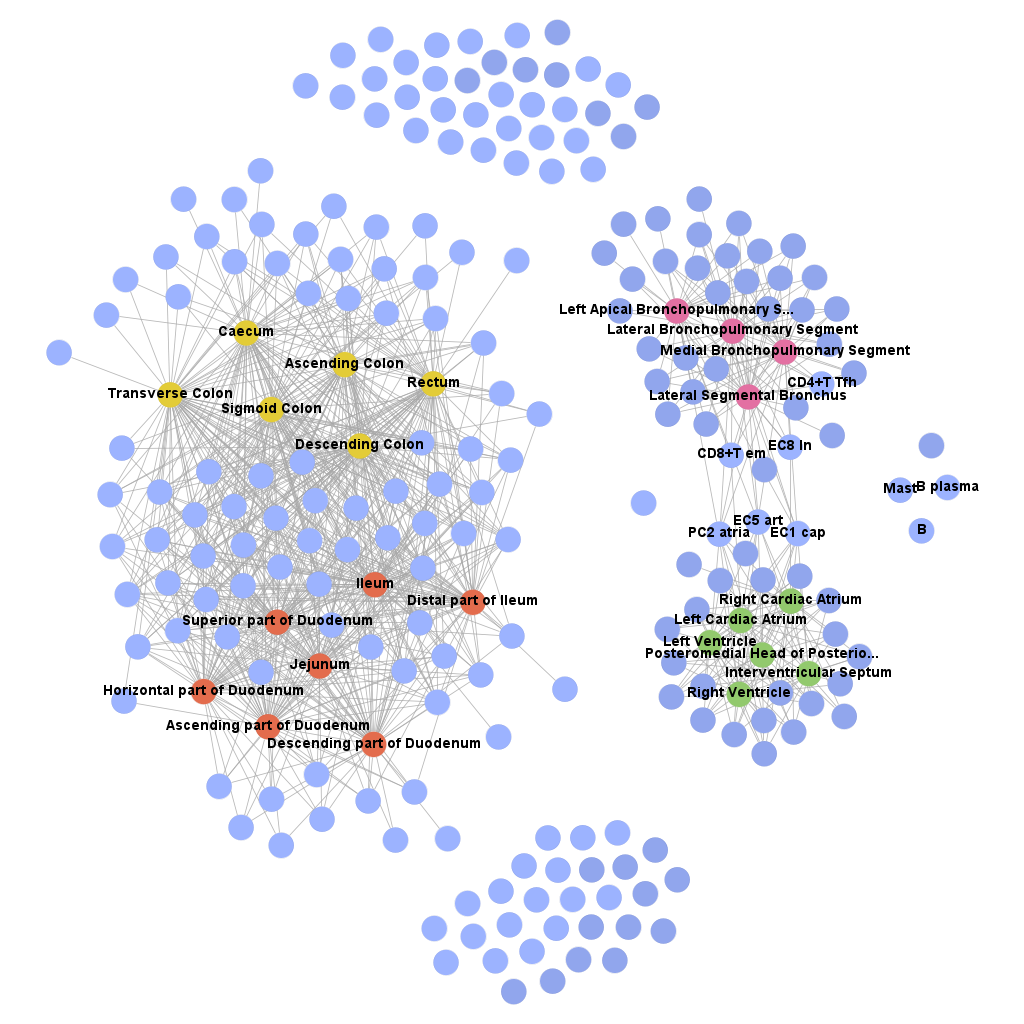 Left Apical Bronchopulmonary S...
Lateral Bronchopulmonary Segment
Medial Bronchopulmonary Segment
CD4+T Tfh
Lateral Segmental Bronchus
Caecum
Ascending Colon
Rectum
Transverse Colon
Sigmoid Colon
Descending Colon
EC8 ln
CD8+T em
Mast
B plasma
EC5 art
PC2 atria
EC1 cap
B
Ileum
Distal part of Ileum
Superior part of Duodenum
Jejunum
Horizontal part of Duodenum
Ascending part of Duodenum
Descending part of Duodenum
Right Cardiac Atrium
Left Cardiac Atrium
Left Ventricle
Posteromedial Head of Posterio...
Interventricular Septum
Right Ventricle